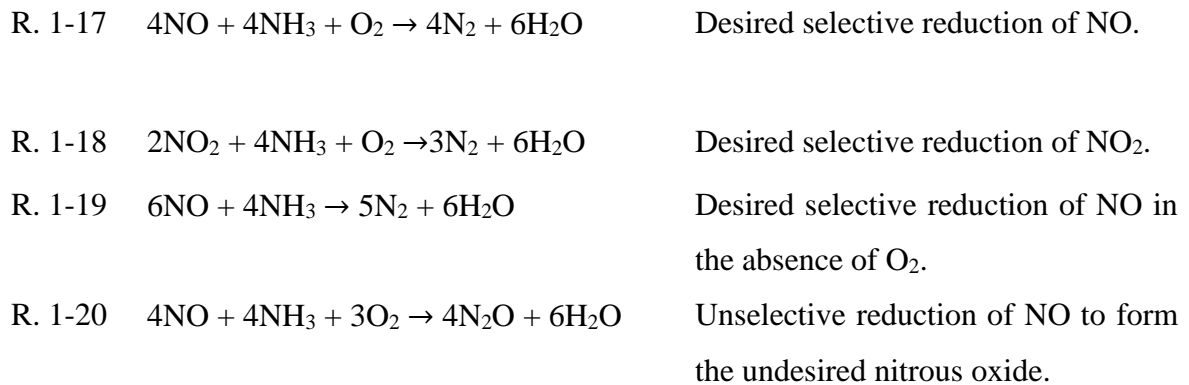 R. 1-17 4NO + 4NH₃ + O₂ → 4N₂ + 6H₂O Desired selective reduction of NO.
R. 1-18 2NO₂ + 4NH₃ + O₂ →3N₂ + 6H₂O Desired selective reduction of NO₂.
R. 1-19 6NO + 4NH₃ → 5N₂ + 6H₂O Desired selective reduction of NO in
the absence of O₂.
R. 1-20 4NO + 4NH₃ + 3O₂ → 4N₂O + 6H₂O Unselective reduction of NO to form
the undesired nitrous oxide.